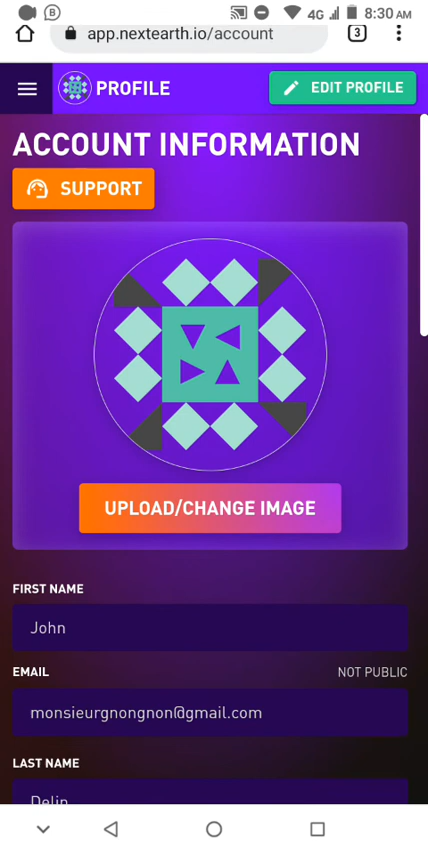 B
4G
8:30 AM
app.nextearth.io/account
3
PROFILE
EDIT PROFILE
ACCOUNT INFORMATION
SUPPORT
UPLOAD/CHANGE IMAGE
FIRST NAME
John
EMAIL
NOT PUBLIC
monsieurgnongnon@gmail.com
LAST NAME